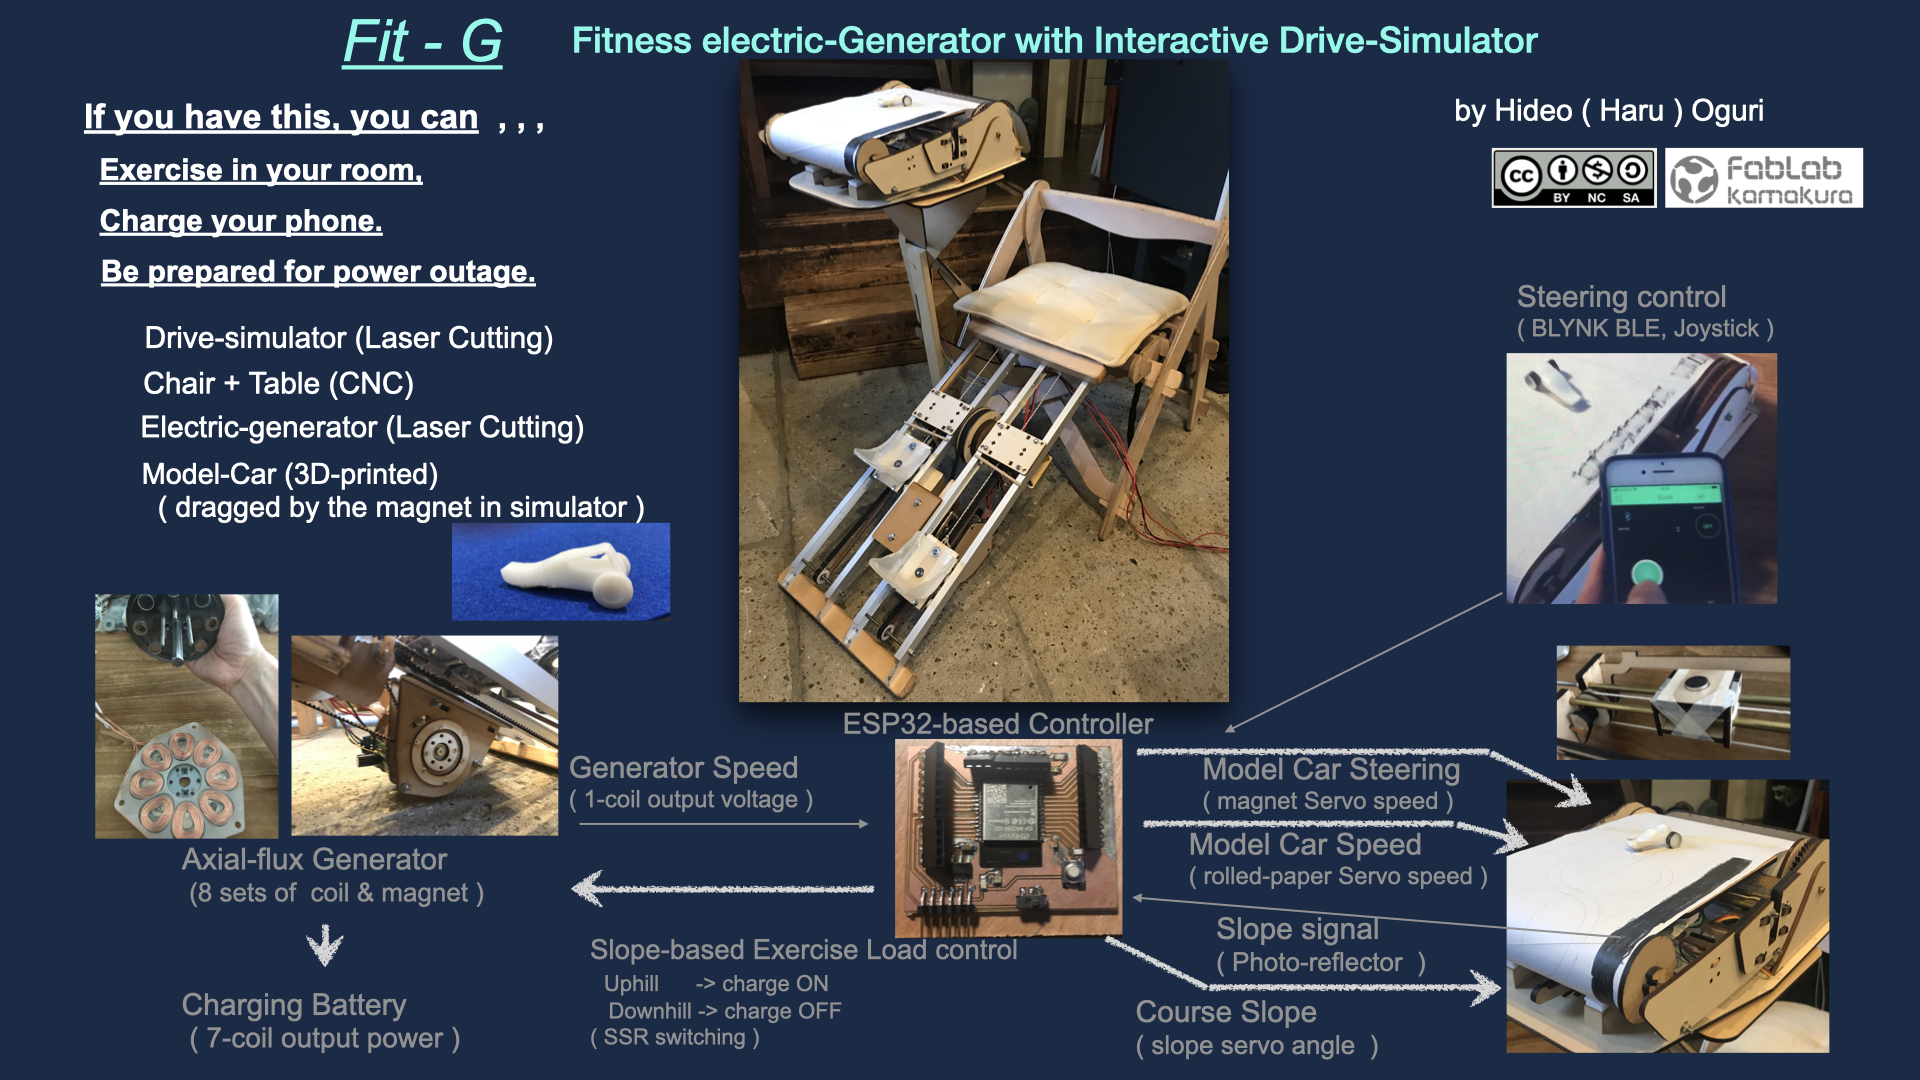 Fit - G
Fitness electric-Generator with Interactive Drive-Simulator
If you have this, you can , , ,
Exercise in your room,
Charge your phone.
Be prepared for power outage.
Drive-simulator (Laser Cutting)
Chair + Table (CNC)
Electric-generator (Laser Cutting)
Model-Car (3D-printed)
( dragged by the magnet in simulator )
by Hideo ( Haru ) Oguri
cc
BY NC SA
FabLab
Kamakura
Steering control
( BLYNK BLE, Joystick )
OFF
ESP32-based Controller
Generator Speed
( 1-coil output voltage )
Axial-flux Generator
(8 sets of coil & magnet )
Charging Battery
( 7-coil output power )
Slope-based Exercise Load control
Uphill -> charge ON
Downhill -> charge OFF
( SSR switching )
Model Car Steering
( magnet Servo speed )
Model Car Speed
( rolled-paper Servo speed )
Slope signal
( Photo-reflector )
Course Slope
( slope servo angle )